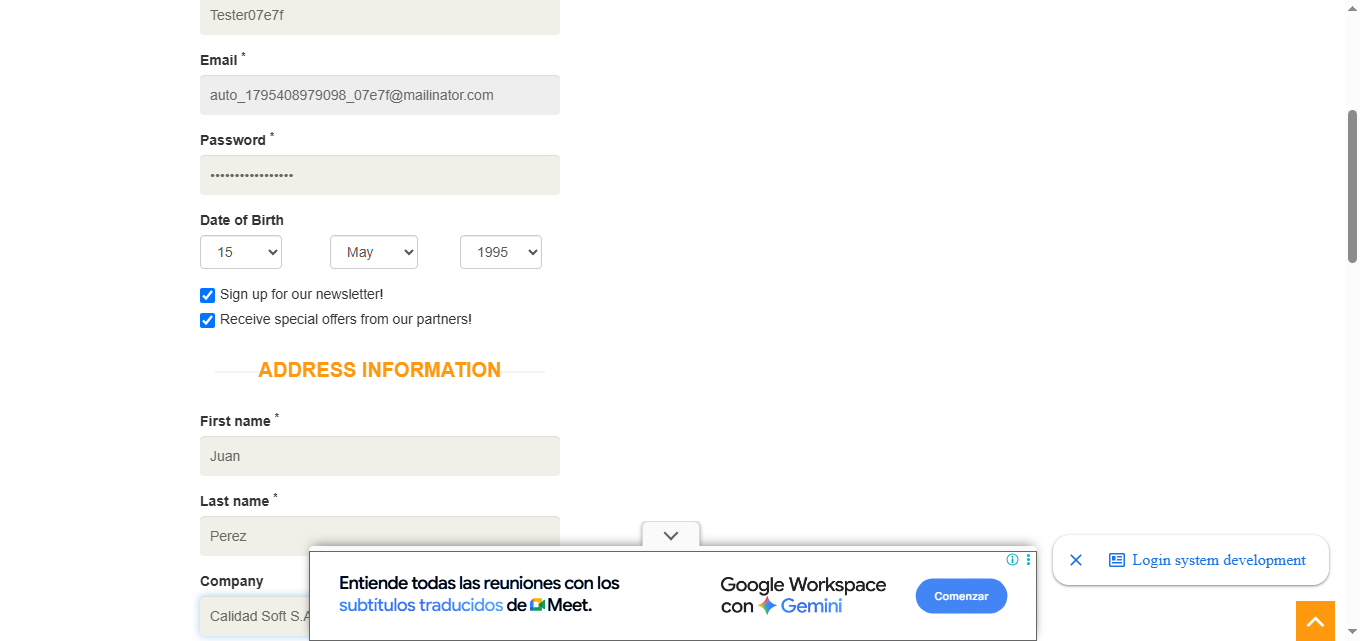 Tester07e7f
Email *
auto_1795408979098_07e7f@mailinator.com
Password *
•••••••••••••••••
Date of Birth
15 May 1995
Sign up for our newsletter!
Receive special offers from our partners!
ADDRESS INFORMATION
First name *
Juan
Last name *
Perez
Company
Calidad Soft S.A
Entiende todas las reuniones con los
subtítulos traducidos de Meet.
Google Workspace
con Gemini
Comenzar
Login system development